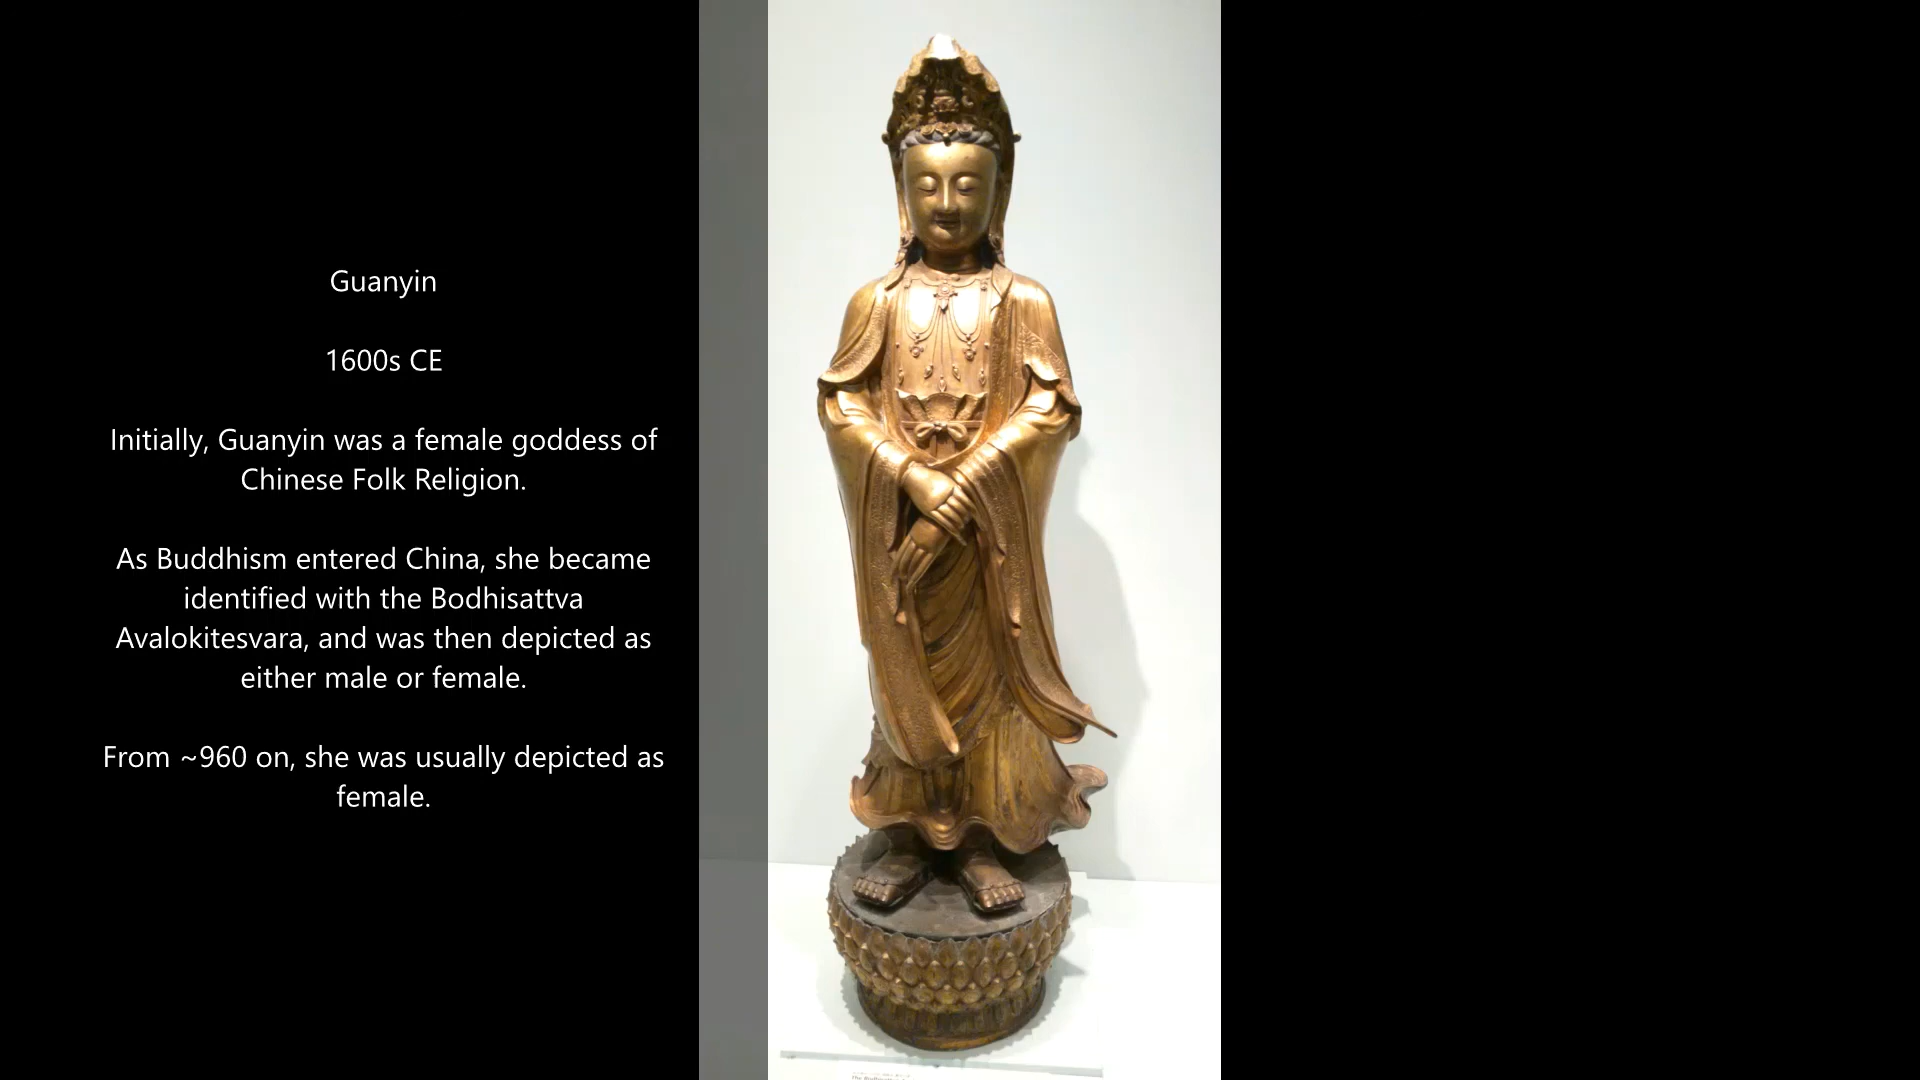 Guanyin
1600s CE
Initially, Guanyin was a female goddess of
Chinese Folk Religion.
As Buddhism entered China, she became
identified with the Bodhisattva
Avalokitesvara, and was then depicted as
either male or female.
From ~960 on, she was usually depicted as
female.